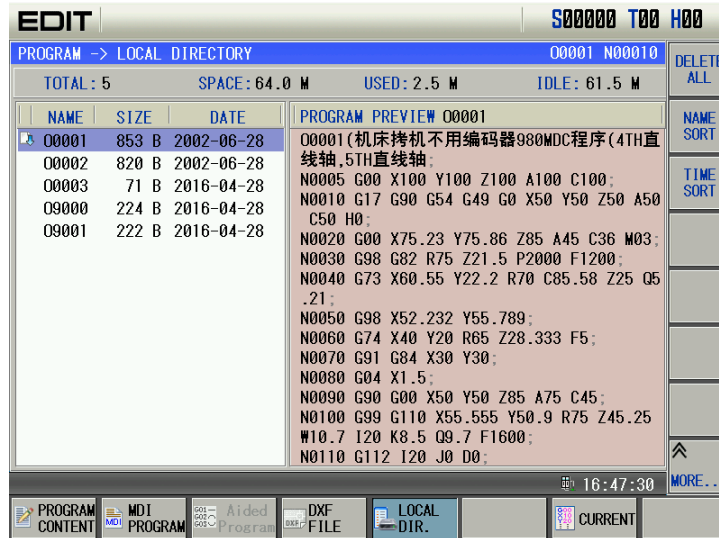 EDIT
S00000 T00 H00
PROGRAM -> LOCAL DIRECTORY
O0001 N00010
TOTAL: 5
SPACE: 64.0 M
USED: 2.5 M
IDLE: 61.5 M
NAME SIZE DATE
O0001 853 B 2002-06-28
O0002 820 B 2002-06-28
O0003 71 B 2016-04-28
O9000 224 B 2016-04-28
O9001 222 B 2016-04-28
PROGRAM PREVIEW O0001
O0001(机床拷机不用编码器980MDC程序(4TH直
线轴,5TH直线轴;
N0005 G00 X100 Y100 Z100 A100 C100;
N0010 G17 G90 G54 G49 G0 X50 Y50 Z50 A50
C50 H0;
N0020 G00 X75.23 Y75.86 Z85 A45 C36 M03;
N0030 G98 G82 R75 Z21.5 P2000 F1200;
N0040 G73 X60.55 Y22.2 R70 C85.58 Z25 Q5
.21;
N0050 G98 X52.232 Y55.789;
N0060 G74 X40 Y20 R65 Z28.333 F5;
N0070 G91 G84 X30 Y30;
N0080 G04 X1.5;
N0090 G90 G00 X50 Y50 Z85 A75 C45;
N0100 G99 G110 X55.555 Y50.9 R75 Z45.25
W10.7 I20 K8.5 Q9.7 F1600;
N0110 G112 I20 J0 D0;
DELETE
ALL
NAME
SORT
TIME
SORT
MORE..
16:47:30
PROGRAM
CONTENT
MDI
MDI
PROGRAM
G01
G02
G03
Aided
Program
DXF
DXF
FILE
LOCAL
DIR.
CURRENT